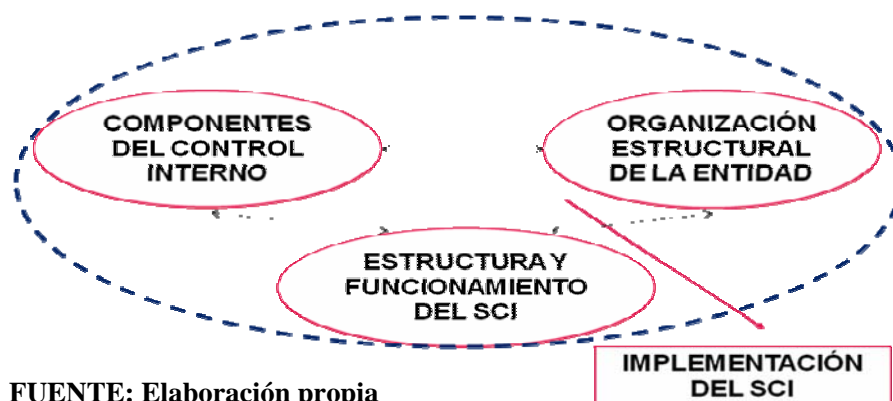 COMPONENTES
DEL CONTROL
INTERNO
ORGANIZACIÓN
ESTRUCTURAL
DE LA ENTIDAD
ESTRUCTURA Y
FUNCIONAMIENTO
DEL SCI
IMPLEMENTACIÓN
DEL SCI
FUENTE: Elaboración propia